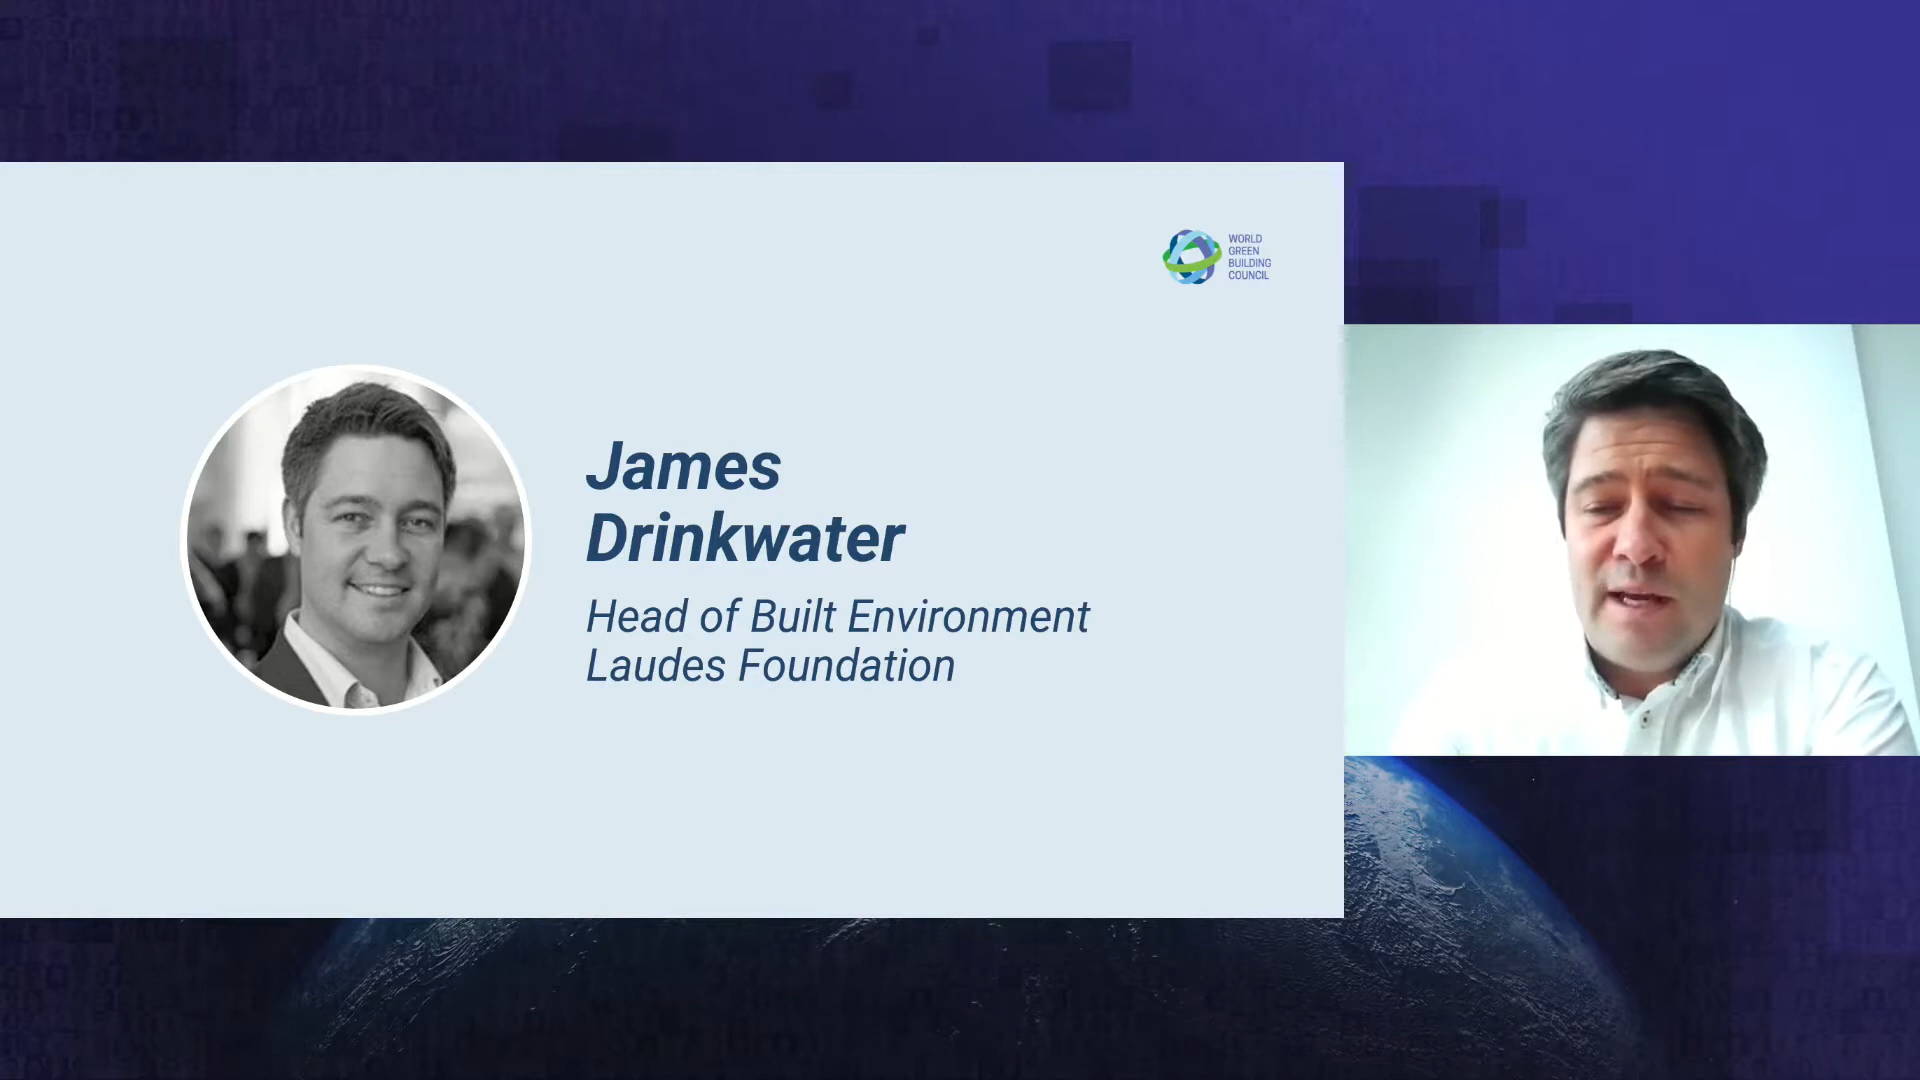 WORLD
GREEN
BUILDING
COUNCIL
James
Drinkwater
Head of Built Environment
Laudes Foundation